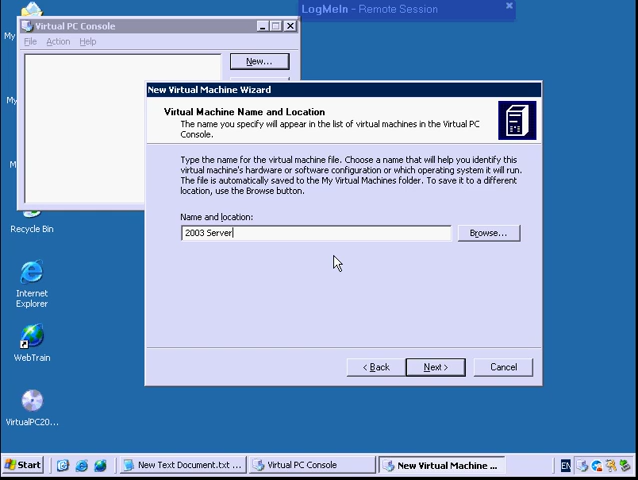 LogMeIn - Remote Session
My
Virtual PC Console
File Action Help
New...
New Virtual Machine Wizard
Virtual Machine Name and Location
The name you specify will appear in the list of virtual machines in the Virtual PC
Console.
Type the name for the virtual machine file. Choose a name that will help you identify this
virtual machine's hardware or software configuration or which operating system it will run.
The file is automatically saved to the My Virtual Machines folder. To save it to a different
location, use the Browse button.
Name and location:
2003 Server
Browse...
My
M
Recycle Bin
Internet
Explorer
WebTrain
VirtualPC20...
< Back
Next >
Cancel
Start
New Text Document.txt ...
Virtual PC Console
New Virtual Machine ...
EN